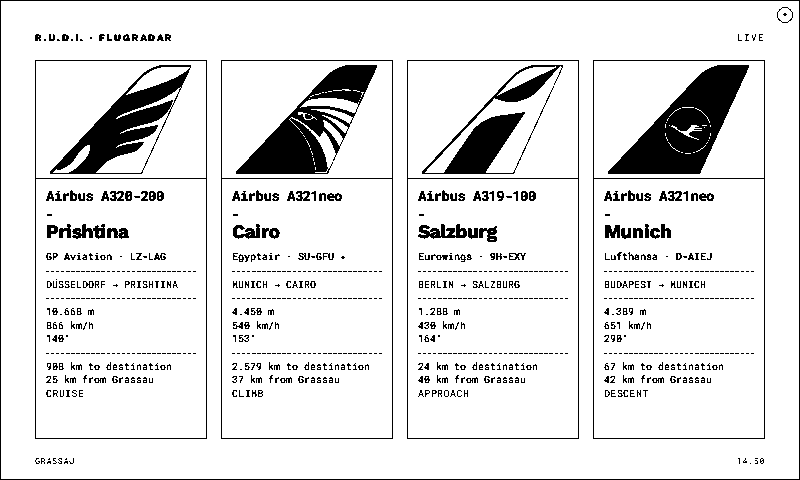 R.U.D.I. · FLUGRADAR
LIVE
Airbus A320-200
-
Prishtina
GP Aviation · LZ-LAG
DÜSSELDORF → PRISHTINA
10.668 m
866 km/h
140°
908 km to destination
25 km from Grassau
CRUISE
Airbus A321neo
-
Cairo
Egyptair · SU-GFU
MUNICH → CAIRO
4.450 m
540 km/h
153°
2.579 km to destination
37 km from Grassau
CLIMB
Airbus A319-100
-
Salzburg
Eurowings · 9H-EXY
BERLIN → SALZBURG
1.288 m
430 km/h
164°
24 km to destination
40 km from Grassau
APPROACH
Airbus A321neo
-
Munich
Lufthansa · D-AIEJ
BUDAPEST → MUNICH
4.389 m
651 km/h
290°
67 km to destination
42 km from Grassau
DESCENT
GRASSAU
14.50